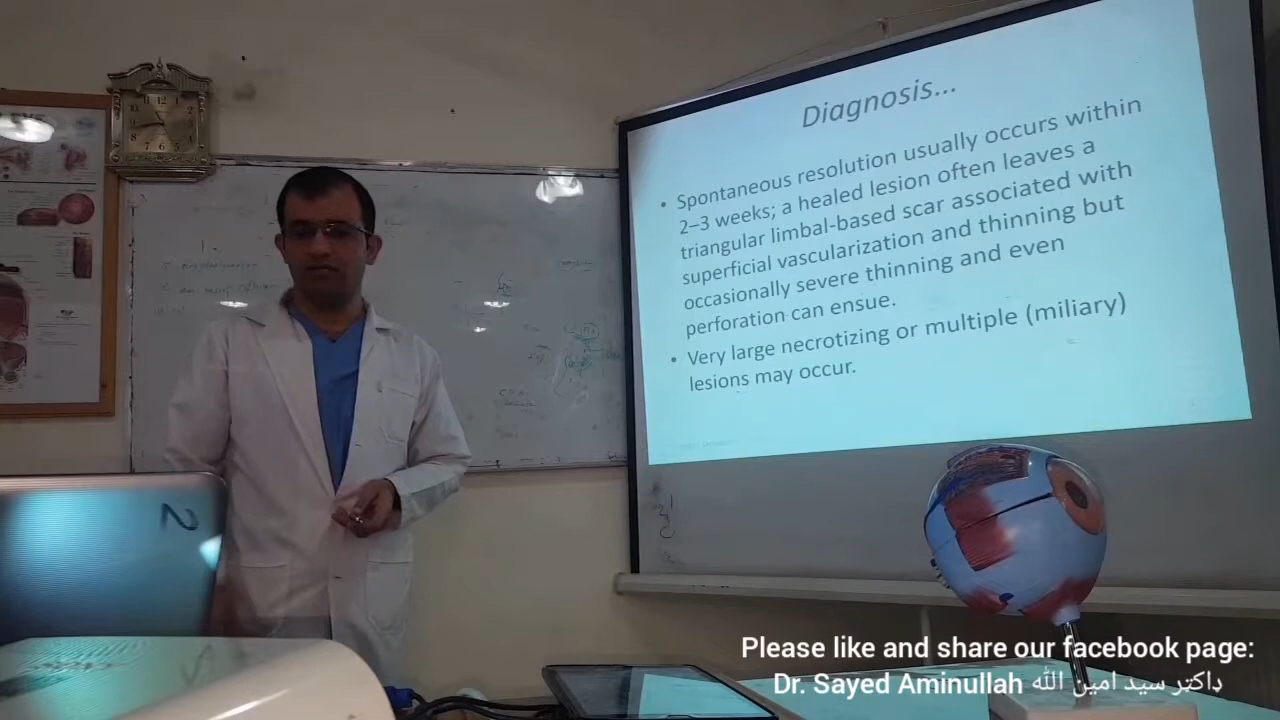 Diagnosis...
• Spontaneous resolution usually occurs within
2–3 weeks; a healed lesion often leaves a
triangular limbal-based scar associated with
superficial vascularization and thinning but
occasionally severe thinning and even
perforation can ensue.
• Very large necrotizing or multiple (miliary)
lesions may occur.
2
Please like and share our facebook page:
Dr. Sayed Aminullah داکتر سید امین الله